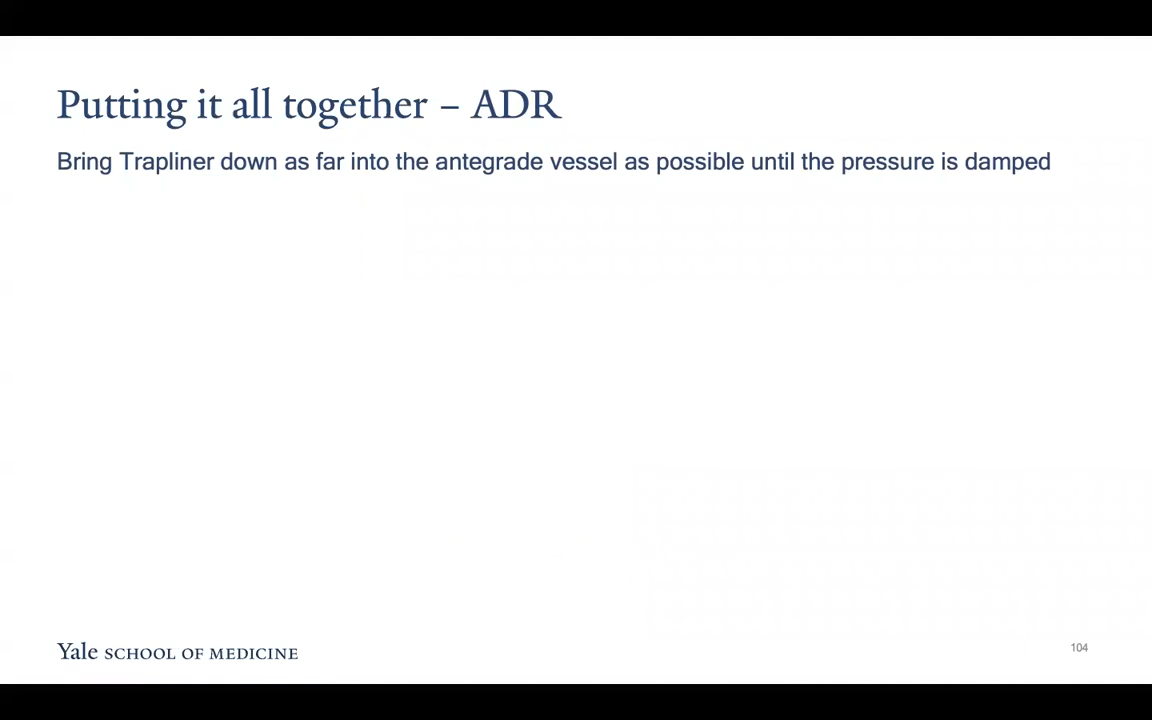 Putting it all together – ADR
Bring Trapliner down as far into the antegrade vessel as possible until the pressure is damped
Yale SCHOOL OF MEDICINE
104